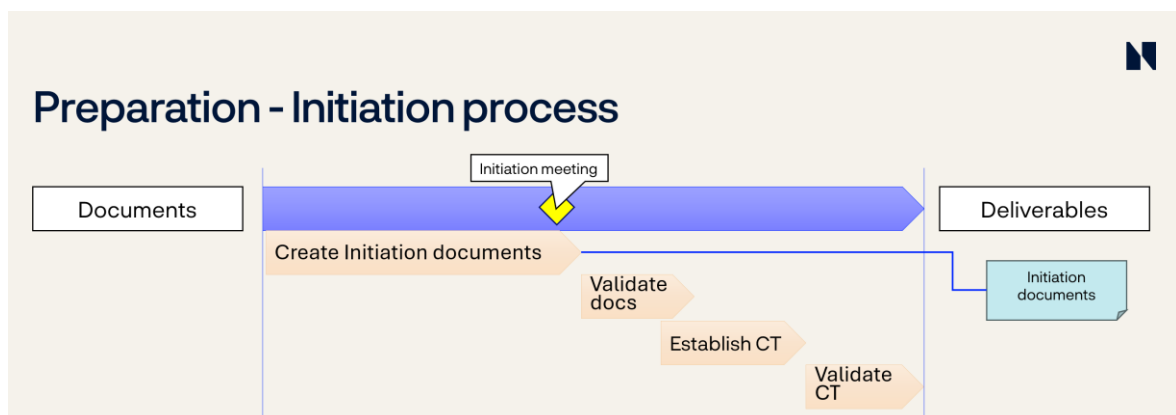 Preparation - Initiation process
Initiation meeting
Documents
Deliverables
Create Initiation documents
Initiation
documents
Validate
docs
Establish CT
Validate
CT